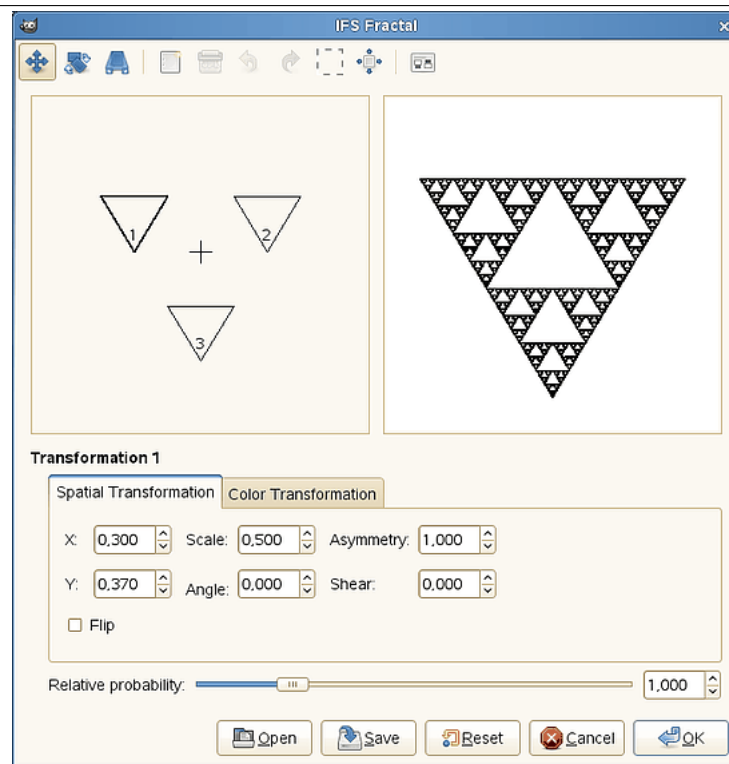 IFS Fractal
1
2
3
Transformation 1
Spatial Transformation Color Transformation
X: 0,300 Scale: 0,500 Asymmetry: 1,000
Y: 0,370 Angle: 0,000 Shear: 0,000
Flip
Relative probability: 1,000
Open Save Reset Cancel OK